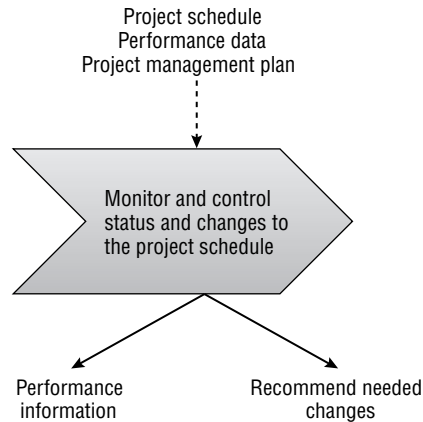 Project schedule
Performance data
Project management plan
Monitor and control
status and changes to
the project schedule
Performance
information
Recommend needed
changes